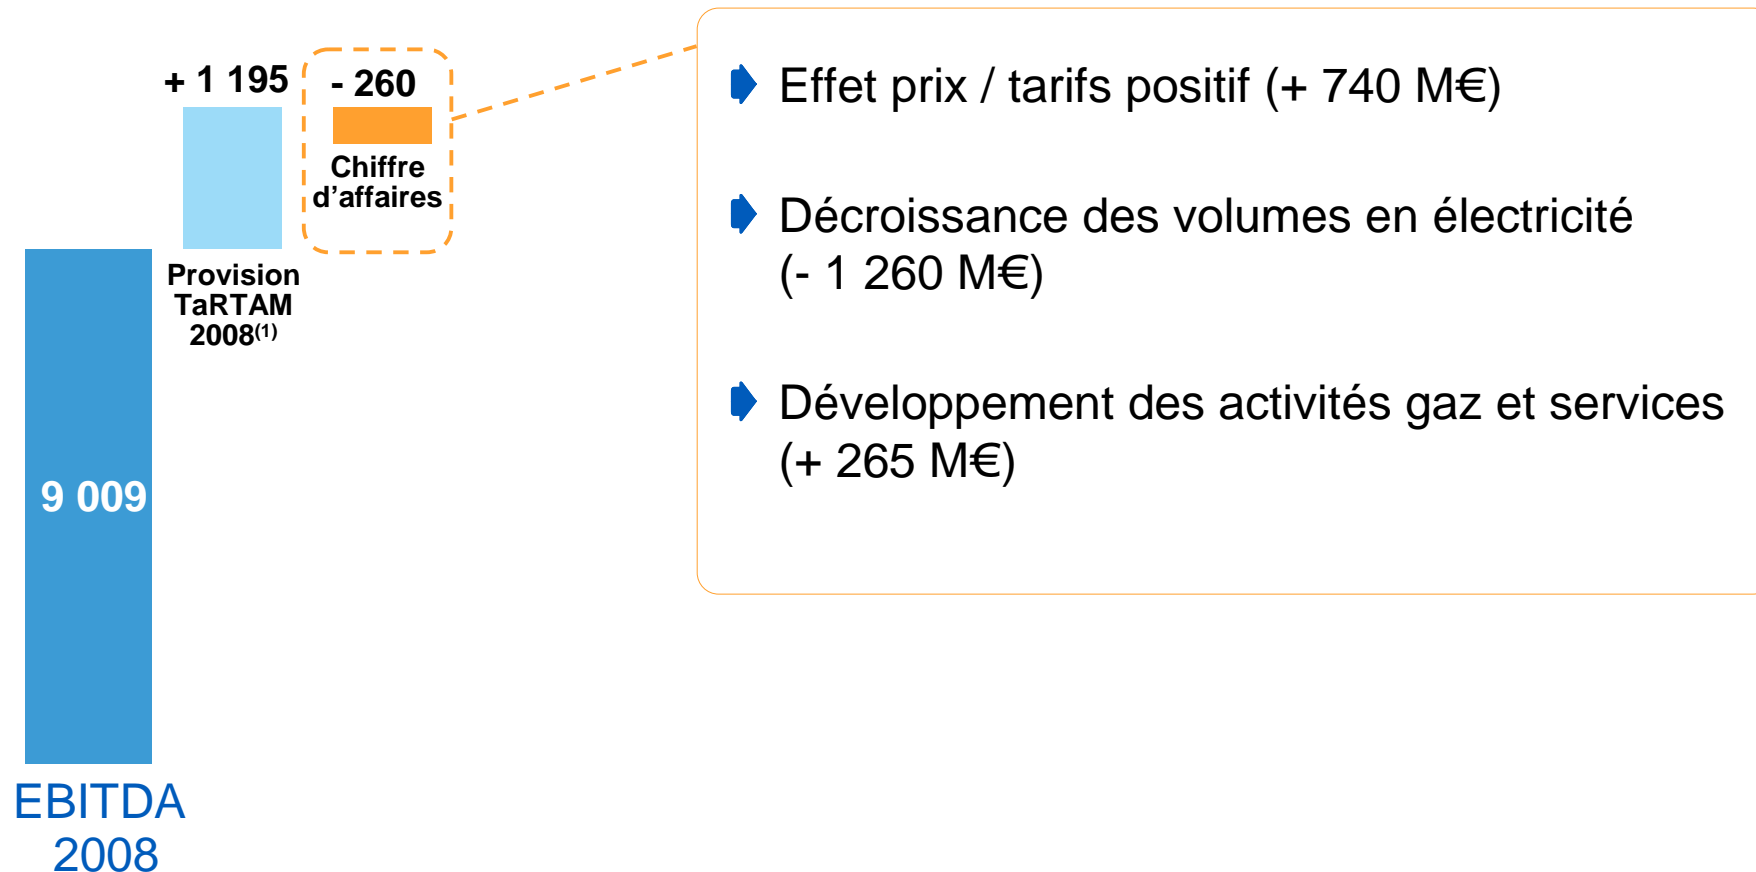 + 1 195
- 260
Chiffre
d'affaires
Provision
TaRTAM
2008(1)
9 009
EBITDA
2008
Effet prix / tarifs positif (+ 740 M€)
Décroissance des volumes en électricité
(- 1 260 M€)
Développement des activités gaz et services
(+ 265 M€)